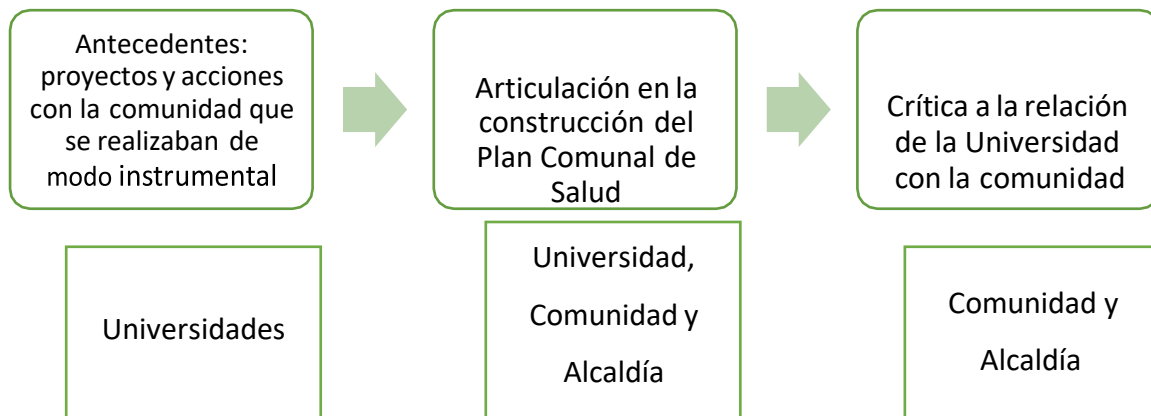 Antecedentes:
proyectos y acciones
con la comunidad que
se realizaban de
modo instrumental
Articulación en la
construcción del
Plan Comunal de
Salud
Crítica a la relación
de la Universidad
con la comunidad
Universidades
Universidad,
Comunidad y
Alcaldía
Comunidad y
Alcaldía